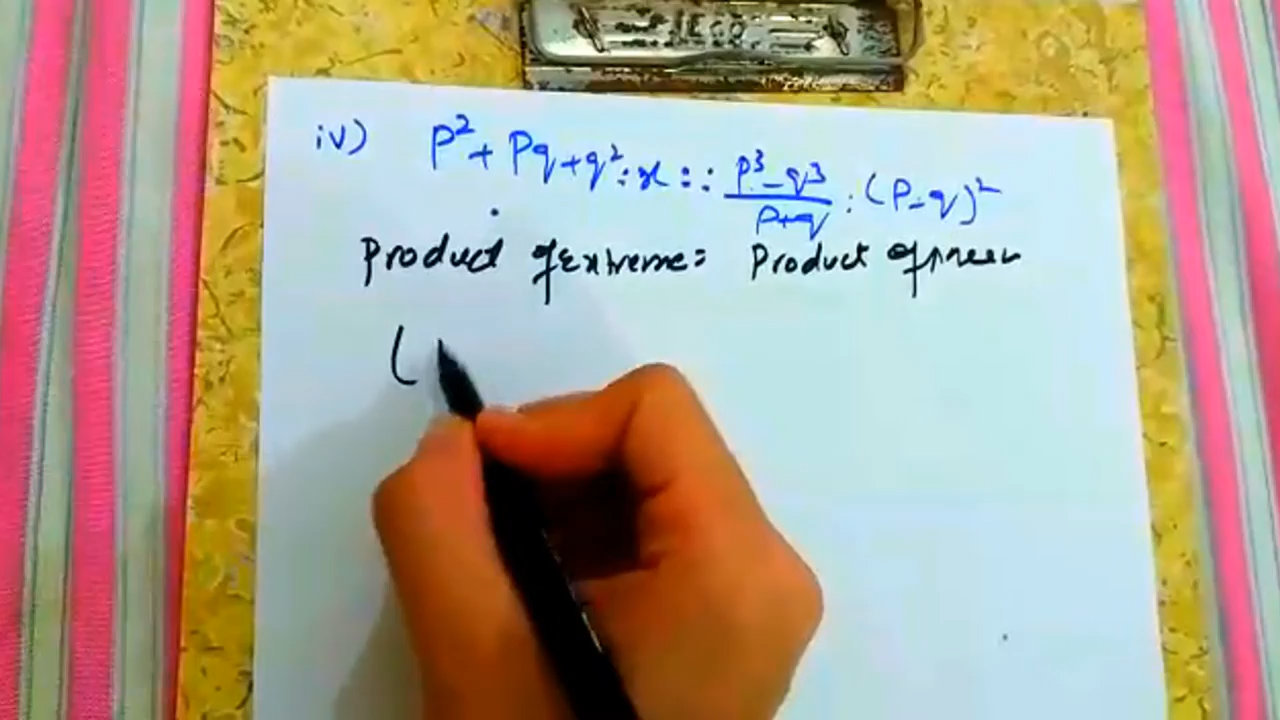 iv) p² + pq + q² : x :: p³ - q³ / p+q : (p - q)²
Product of Extreme = Product of mean
(